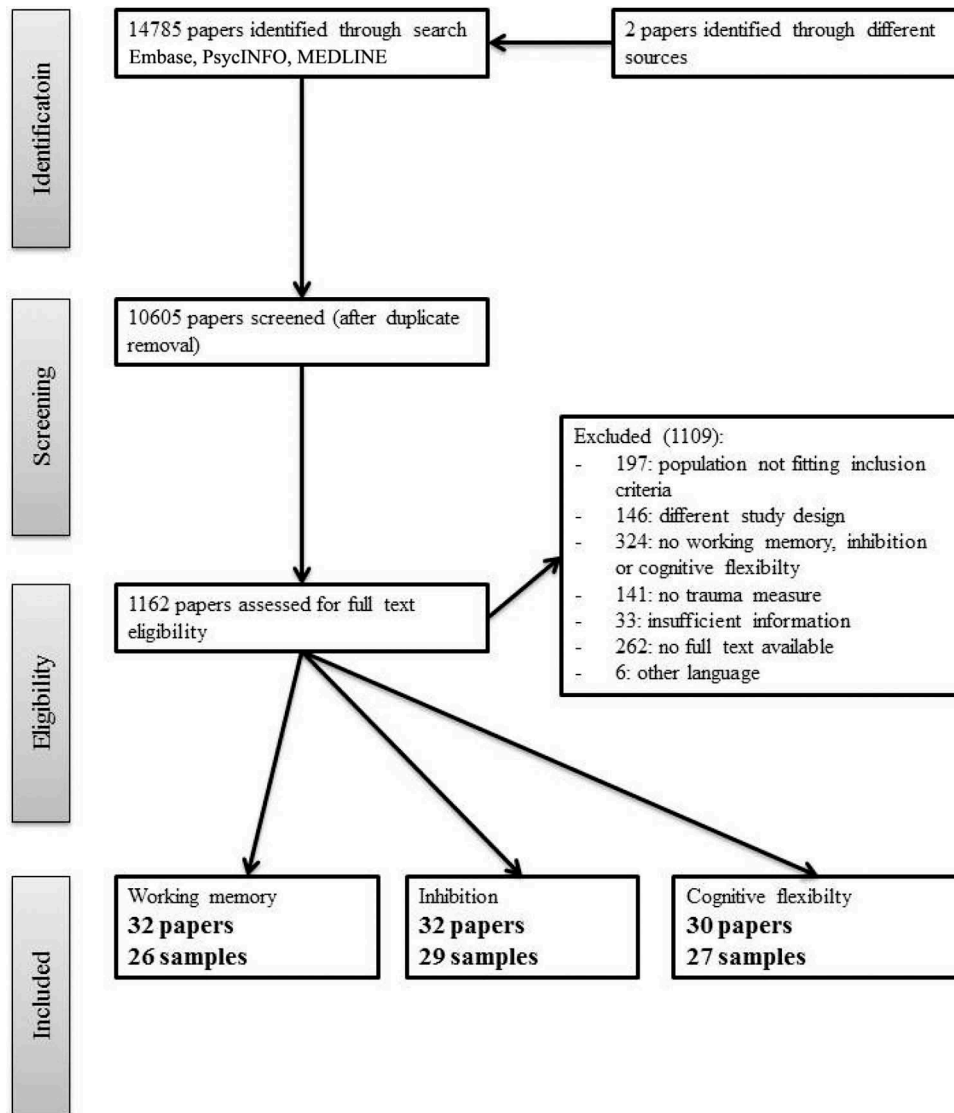 Identificatoin
14785 papers identified through search
Embase, PsycINFO, MEDLINE
2 papers identified through different
sources
Screening
10605 papers screened (after duplicate
removal)
Excluded (1109):
- 197: population not fitting inclusion
criteria
- 146: different study design
- 324: no working memory, inhibition
or cognitive flexibilty
- 141: no trauma measure
- 33: insufficient information
- 262: no full text available
- 6: other language
Eligibility
1162 papers assessed for full text
eligibility
Included
Working memory
32 papers
26 samples
Inhibition
32 papers
29 samples
Cognitive flexibilty
30 papers
27 samples